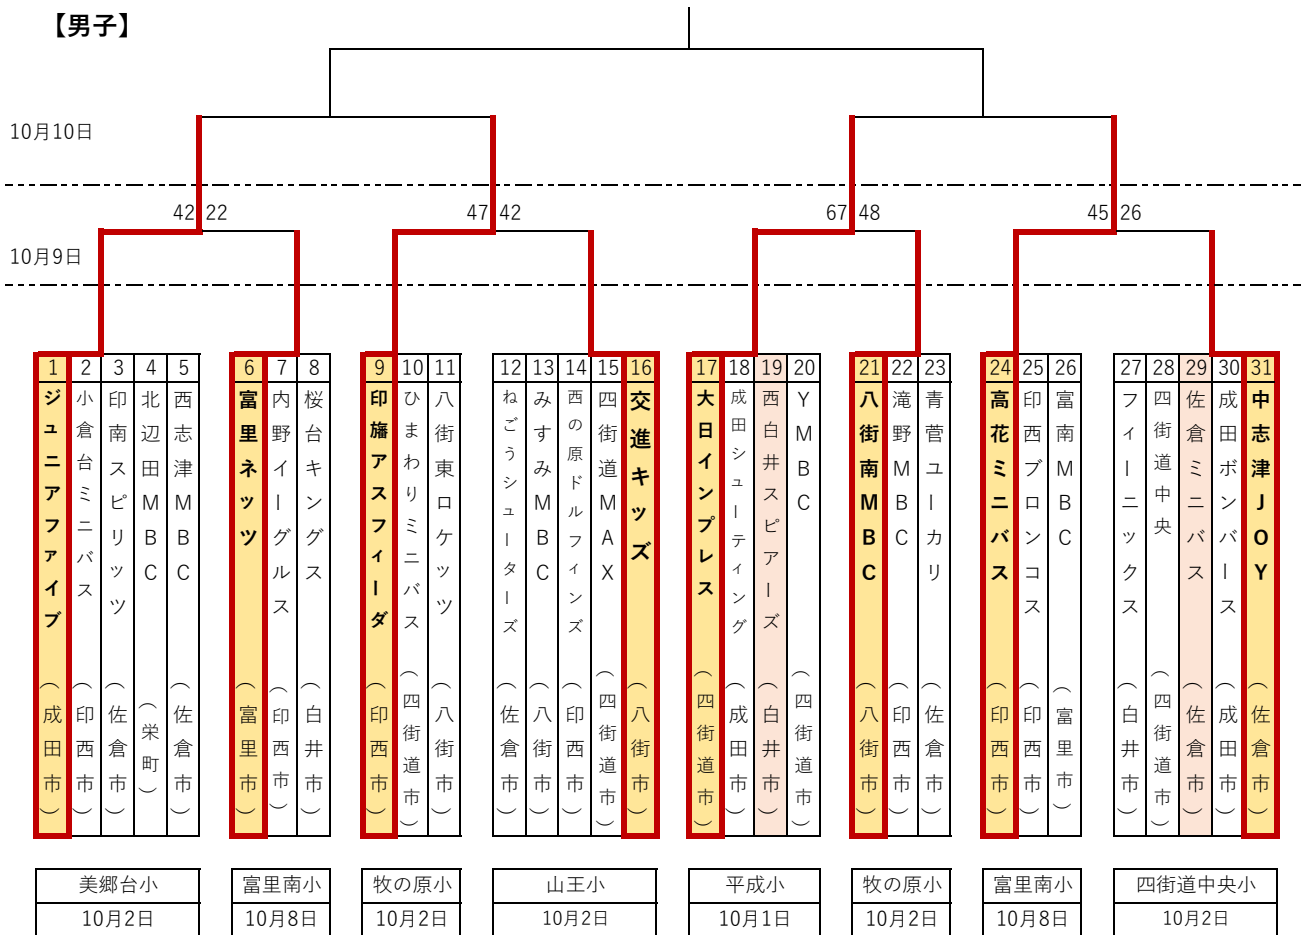 【男子】
10月10日
42 22
47 42
67 48
45 26
10月9日
1
ジュニアファイブ
（成田市）
2
小倉台ミニバス
（印西市）
3
印南スピリッツ
（佐倉市）
4
北辺田MBC
（栄町）
5
西志津MBC
（佐倉市）
6
富里ネッツ
（富里市）
7
内野イーグルス
（印西市）
8
桜台キングス
（白井市）
9
印旛アスフィーダ
（印西市）
10
ひまわりミニバス
（四街道市）
11
八街東ロケッツ
（八街市）
12
ねごうシューターズ
（佐倉市）
13
みすみMBC
（八街市）
14
西の原ドルフィンズ
（印西市）
15
四街道MAX
（四街道市）
16
交進キッズ
（八街市）
17
大日インプレス
（四街道市）
18
成田シューティング
（成田市）
19
西白井スピアーズ
（白井市）
20
YMBC
（四街道市）
21
八街南MBC
（八街市）
22
滝野MBC
（印西市）
23
青菅ユーカリ
（佐倉市）
24
高花ミニバス
（印西市）
25
印西ブロンコス
（印西市）
26
富南MBC
（富里市）
27
フィーニックス
（白井市）
28
四街道中央
（四街道市）
29
佐倉ミニバス
（佐倉市）
30
成田ボンバース
（成田市）
31
中志津JOY
（佐倉市）
美郷台小
10月2日
富里南小
10月8日
牧の原小
10月2日
山王小
10月2日
平成小
10月1日
牧の原小
10月2日
富里南小
10月8日
四街道中央小
10月2日